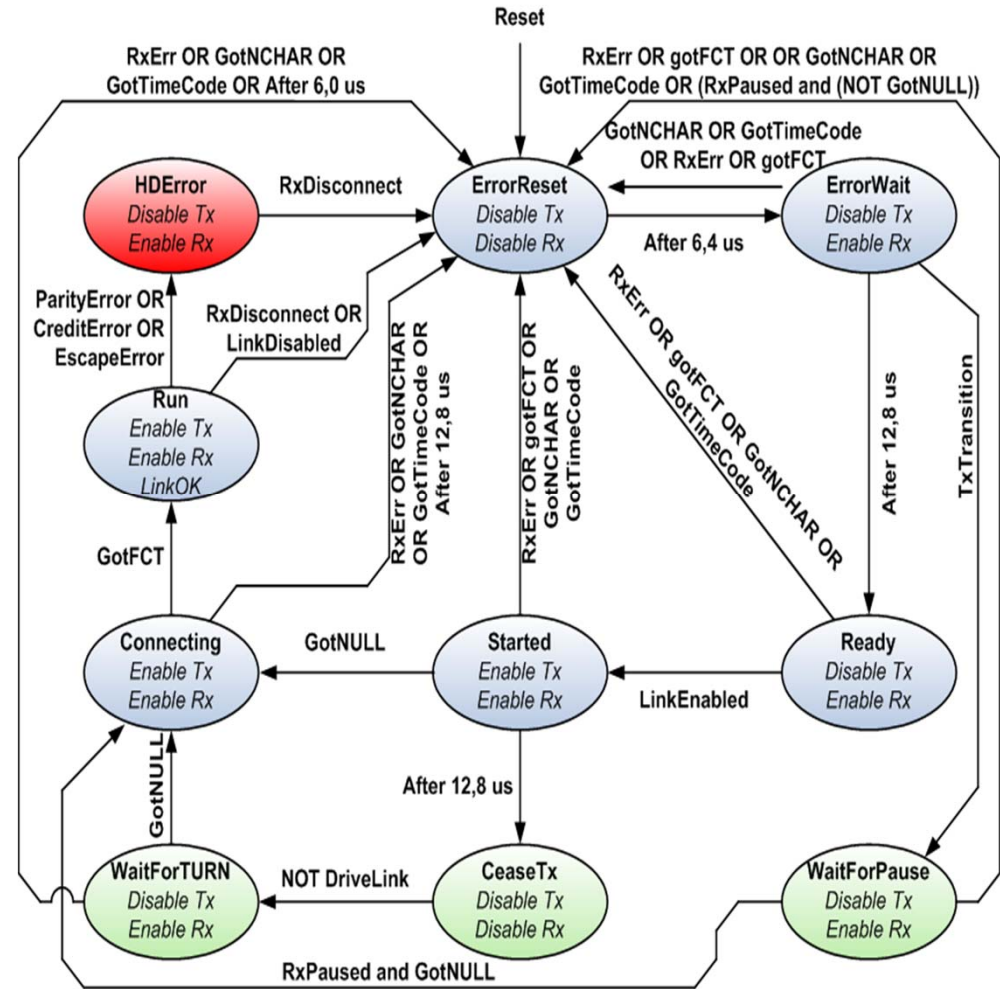 Reset
RxErr OR GotNCHAR OR
GotTimeCode OR After 6,0 us
RxErr OR gotFCT OR OR GotNCHAR OR
GotTimeCode OR (RxPaused and (NOT GotNULL))
GotNCHAR OR GotTimeCode
OR RxErr OR gotFCT
HDError
Disable Tx
Enable Rx
RxDisconnect
ErrorReset
Disable Tx
Disable Rx
After 6,4 us
ErrorWait
Disable Tx
Enable Rx
ParityError OR
CreditError OR
EscapeError
RxDisconnect OR
LinkDisabled
Run
Enable Tx
Enable Rx
LinkOK
RxErr OR GotNCHAR
OR GotTimeCode OR
After 12,8 us
RxErr OR gotFCT OR
GotNCHAR OR
GotTimeCode
RxErr OR gotFCT OR GotNCHAR OR
GotTimeCode
After 12,8 us
TxTransition
GotFCT
Connecting
Enable Tx
Enable Rx
GotNULL
Started
Enable Tx
Enable Rx
LinkEnabled
Ready
Disable Tx
Enable Rx
GotNULL
After 12,8 us
WaitForTURN
Disable Tx
Enable Rx
NOT DriveLink
CeaseTx
Disable Tx
Disable Rx
WaitForPause
Disable Tx
Enable Rx
RxPaused and GotNULL